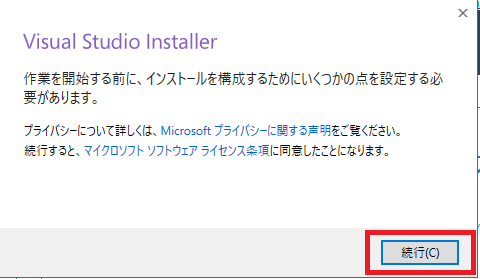 Visual Studio Installer
作業を開始する前に、インストールを構成するためにいくつかの点を設定する必
要があります。
プライバシーについて詳しくは、Microsoft プライバシーに関する声明をご覧ください。
続行すると、マイクロソフト ソフトウェア ライセンス条項に同意したことになります。
続行(C)